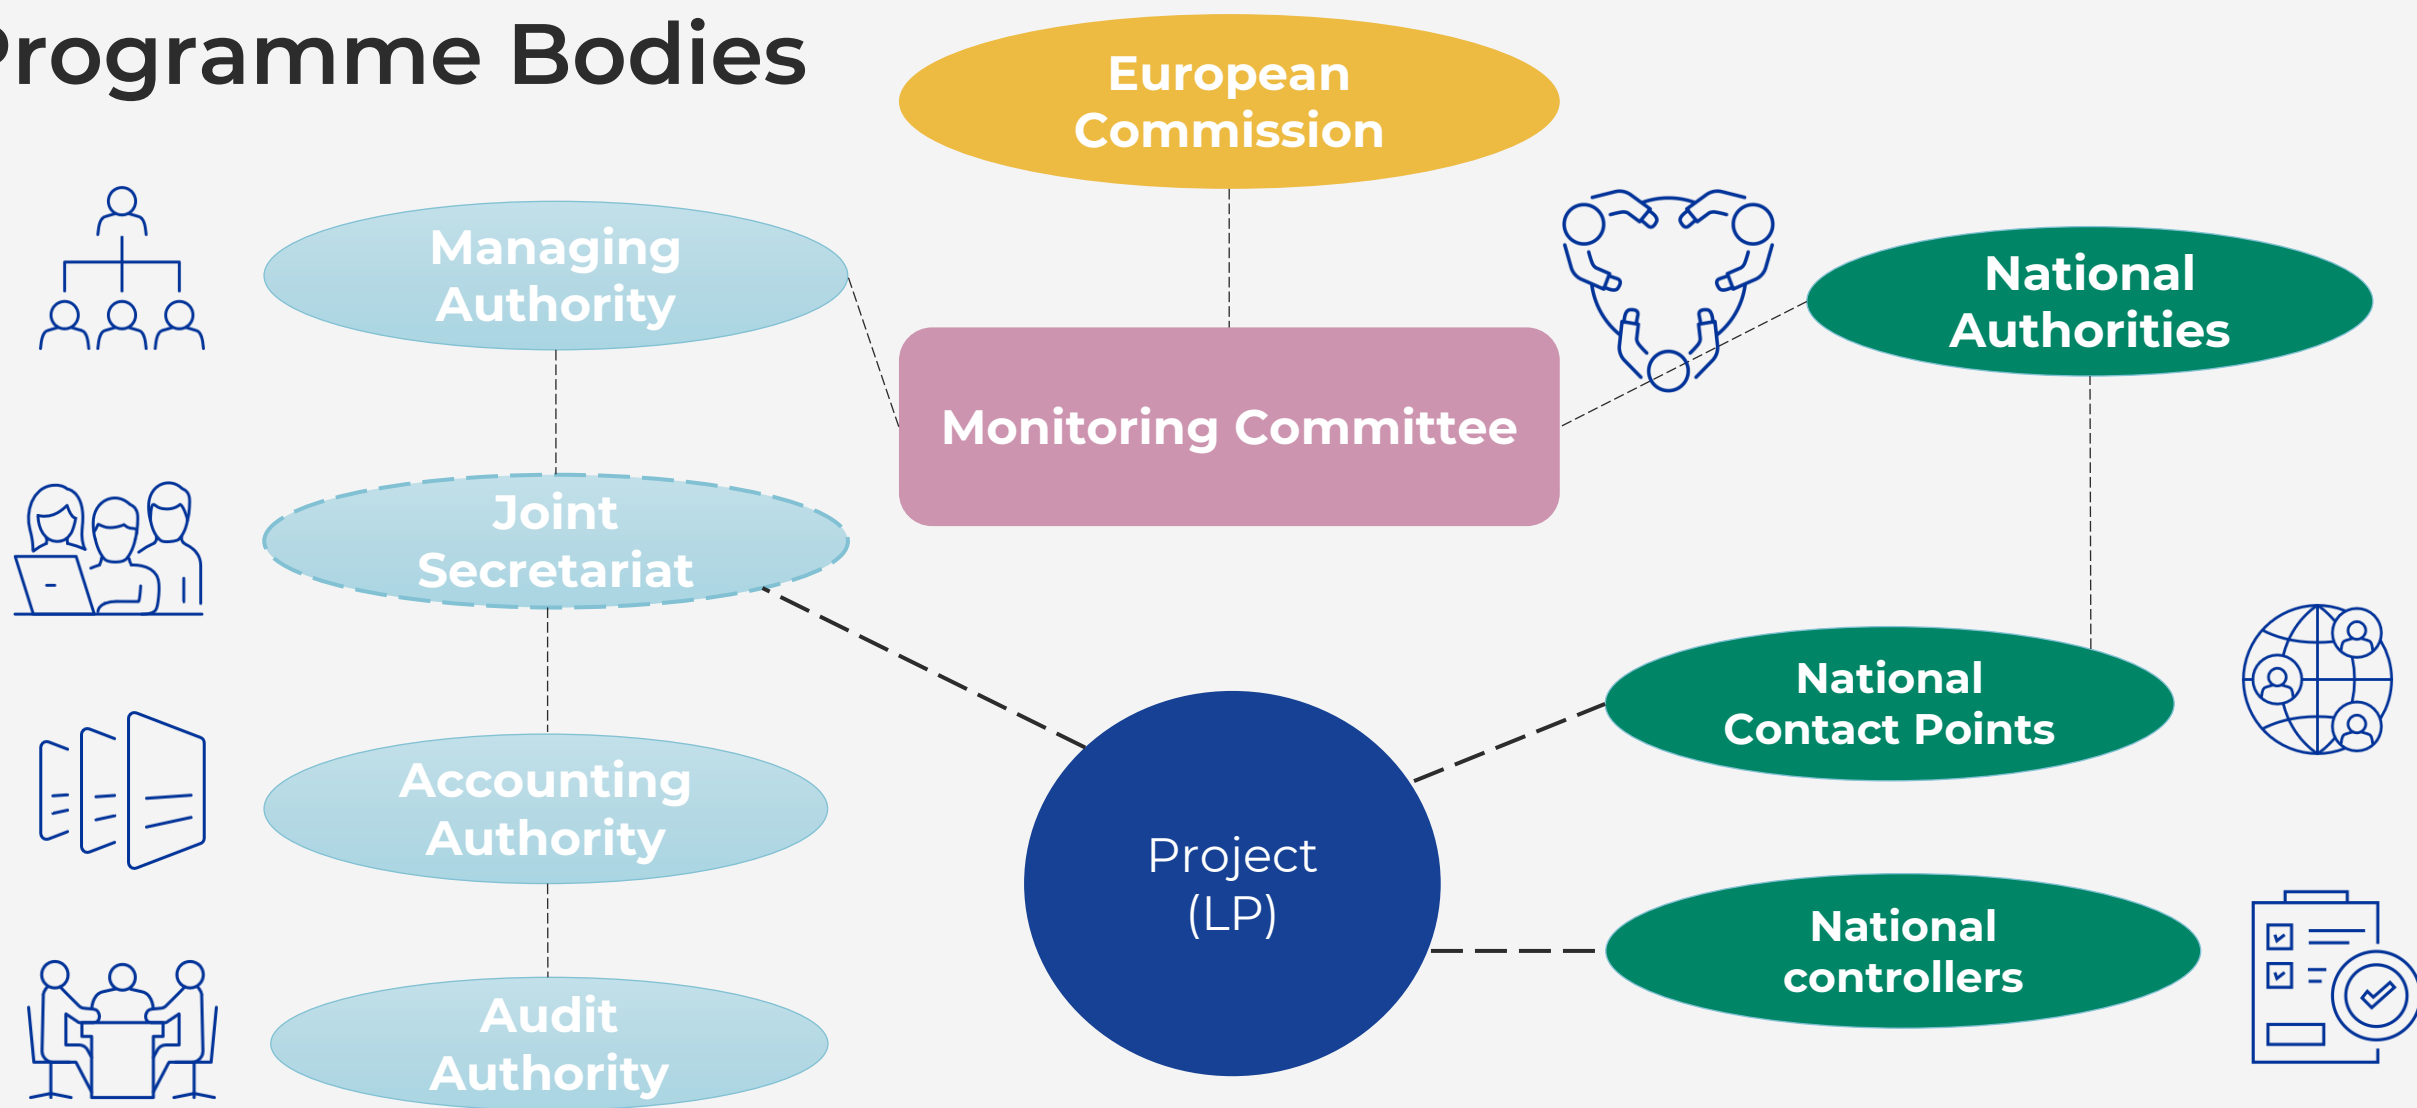 Programme Bodies
European
Commission
Managing
Authority
National
Authorities
Monitoring Committee
Joint
Secretariat
National
Contact Points
Accounting
Authority
Project
(LP)
National
controllers
Audit
Authority